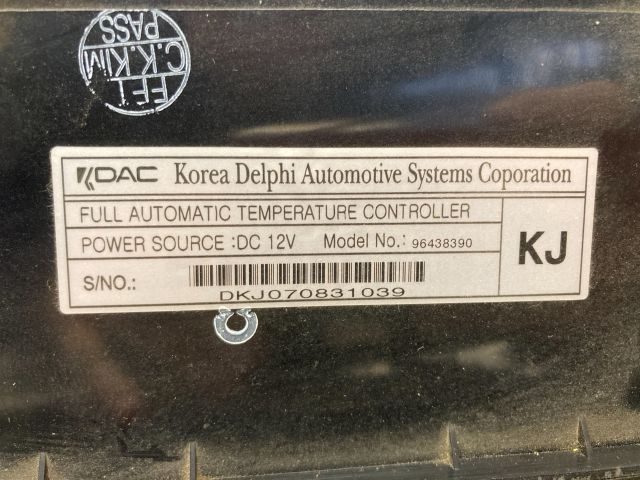 EFI
C.K.KIM
PASS
KDAC Korea Delphi Automotive Systems Coporation
FULL AUTOMATIC TEMPERATURE CONTROLLER
POWER SOURCE :DC 12V Model No.: 96438390
KJ
S/NO.:
DKJ070831039